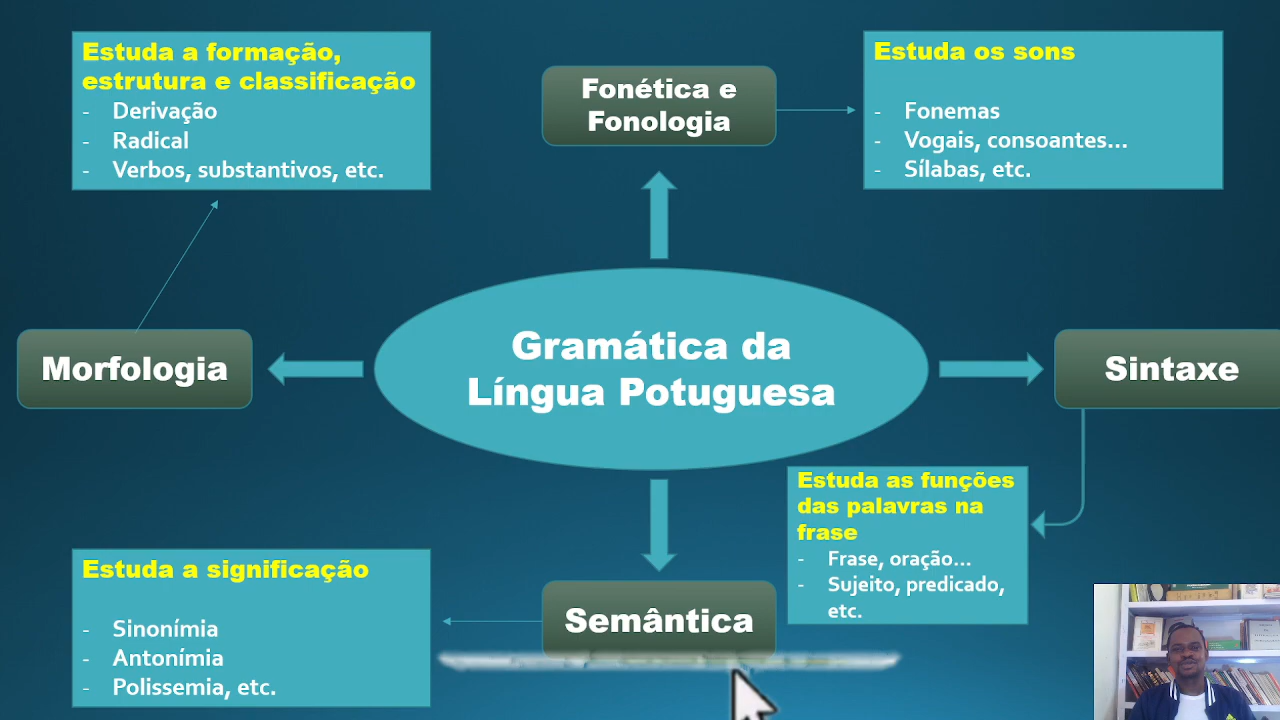 Estuda a formação,
estrutura e classificação
- Derivação
- Radical
- Verbos, substantivos, etc.
Fonética e
Fonologia
Estuda os sons
- Fonemas
- Vogais, consoantes...
- Sílabas, etc.
Morfologia
Gramática da
Língua Potuguesa
Sintaxe
Estuda as funções
das palavras na
frase
- Frase, oração...
- Sujeito, predicado,
etc.
Estuda a significação
- Sinonímia
- Antonímia
- Polissemia, etc.
Semântica